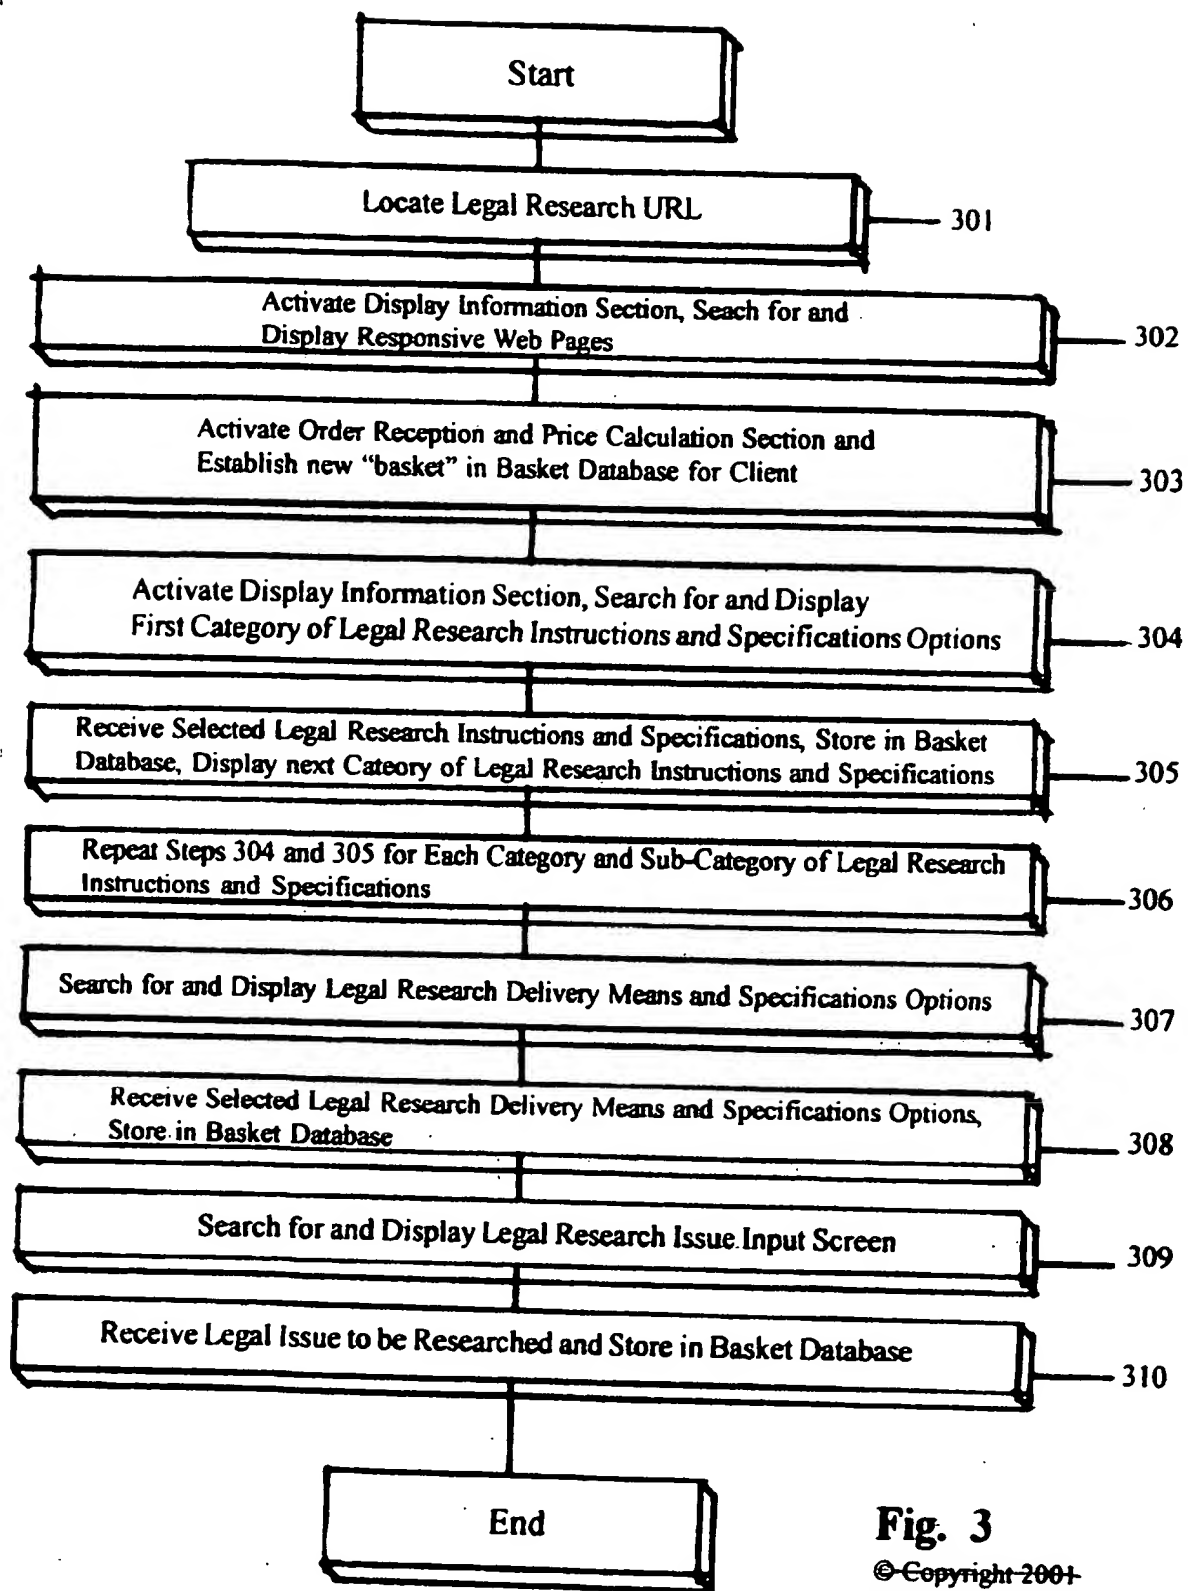 Start
Locate Legal Research URL
301
Activate Display Information Section, Seach for and
Display Responsive Web Pages
302
Activate Order Reception and Price Calculation Section and
Establish new "basket" in Basket Database for Client
303
Activate Display Information Section, Search for and Display
First Category of Legal Research Instructions and Specifications Options
304
Receive Selected Legal Research Instructions and Specifications, Store in Basket
Database, Display next Cateory of Legal Research Instructions and Specifications
305
Repeat Steps 304 and 305 for Each Category and Sub-Category of Legal Research
Instructions and Specifications
306
Search for and Display Legal Research Delivery Means and Specifications Options
307
Receive Selected Legal Research Delivery Means and Specifications Options,
Store in Basket Database
308
Search for and Display Legal Research Issue Input Screen
309
Receive Legal Issue to be Researched and Store in Basket Database
310
End
Fig. 3
© Copyright 2001